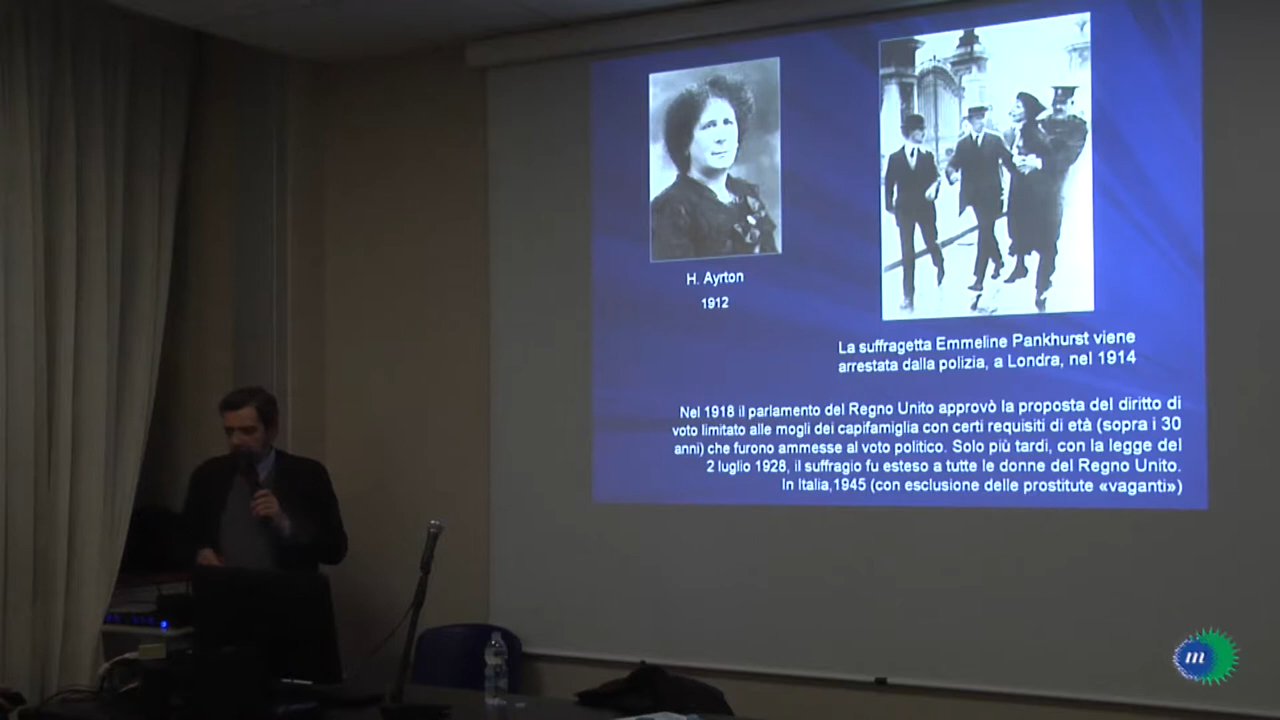 H. Ayrton
1912
La suffragetta Emmeline Pankhurst viene
arrestata dalla polizia, a Londra, nel 1914
Nel 1918 il parlamento del Regno Unito approvò la proposta del diritto di
voto limitato alle mogli dei capifamiglia con certi requisiti di età (sopra i 30
anni) che furono ammesse al voto politico. Solo più tardi, con la legge del
2 luglio 1928, il suffragio fu esteso a tutte le donne del Regno Unito.
In Italia,1945 (con esclusione delle prostitute «vaganti»)
m